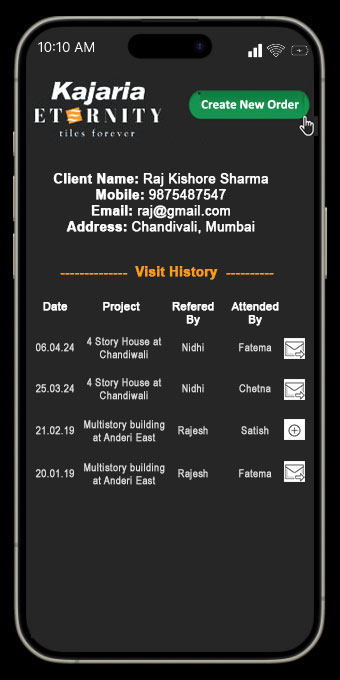 10:10 AM
Kajaria
ETERNITY
tiles forever
Create New Order
Client Name: Raj Kishore Sharma
Mobile: 9875487547
Email: raj@gmail.com
Address: Chandivali, Mumbai
-------------- Visit History ----------
Date Project Refered By Attended By
06.04.24 4 Story House at Chandiwali Nidhi Fatema
25.03.24 4 Story House at Chandiwali Nidhi Chetna
21.02.19 Multistory building at Anderi East Rajesh Satish
20.01.19 Multistory building at Anderi East Rajesh Fatema